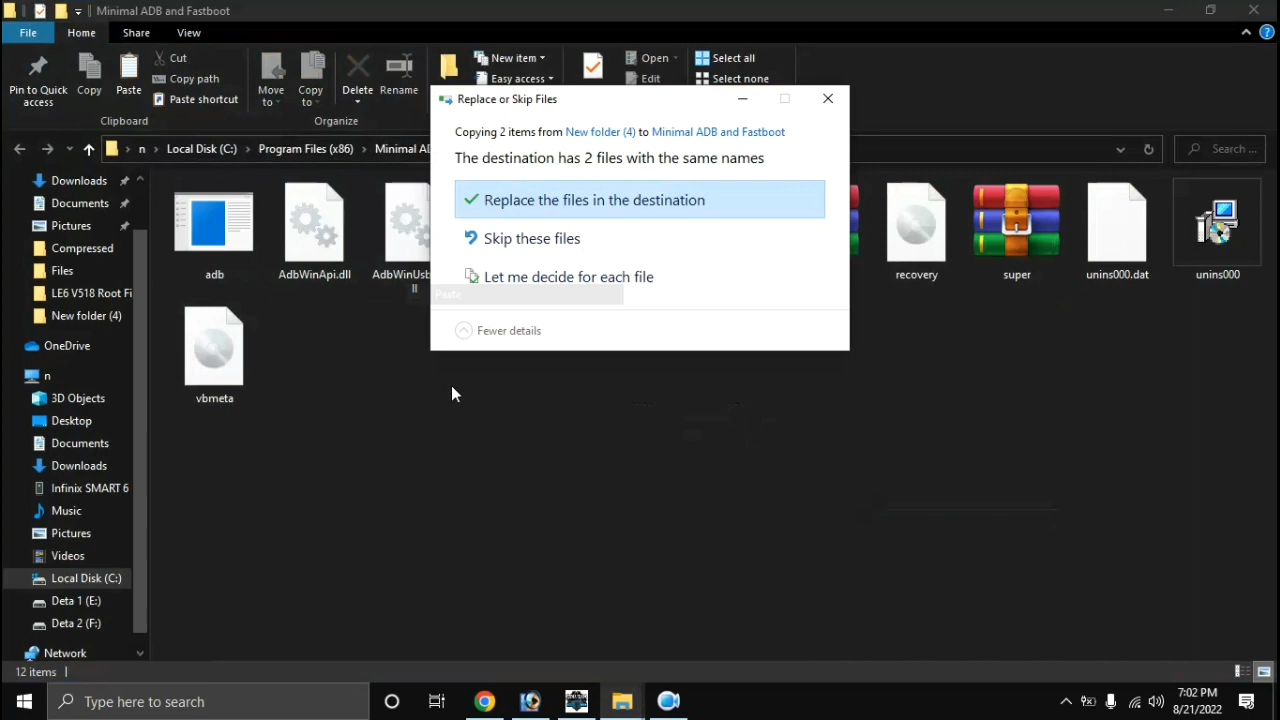 Minimal ADB and Fastboot
File
Home
Share
View
Pin to Quick access
Copy
Paste
Cut
Copy path
Paste shortcut
Clipboard
Move to
Copy to
Delete
Rename
Organize
New item
Easy access
Open
Edit
Select all
Select none
n
Local Disk (C:)
Program Files (x86)
Minimal AD
Search ...
Replace or Skip Files
Copying 2 items from New folder (4) to Minimal ADB and Fastboot
The destination has 2 files with the same names
Replace the files in the destination
Skip these files
Let me decide for each file
Paste
Fewer details
Downloads
Documents
Pictures
Compressed
Files
LE6 V518 Root Fi
New folder (4)
OneDrive
n
3D Objects
Desktop
Documents
Downloads
Infinix SMART 6
Music
Pictures
Videos
Local Disk (C:)
Deta 1 (E:)
Deta 2 (F:)
Network
adb
AdbWinApi.dll
AdbWinUsb
ll
recovery
super
unins000.dat
unins000
vbmeta
12 items
Type here to search
7:02 PM
8/21/2022